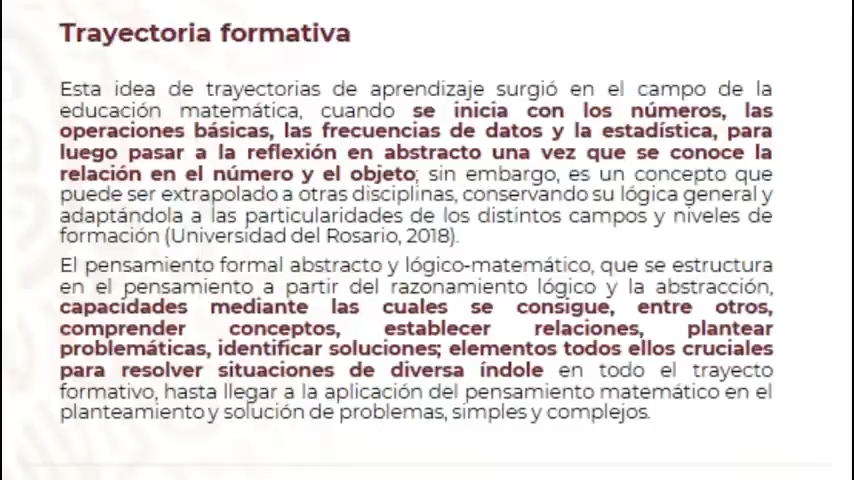 Trayectoria formativa
Esta idea de trayectorias de aprendizaje surgió en el campo de la
educación matemática, cuando se inicia con los números, las
operaciones básicas, las frecuencias de datos y la estadística, para
luego pasar a la reflexión en abstracto una vez que se conoce la
relación en el número y el objeto; sin embargo, es un concepto que
puede ser extrapolado a otras disciplinas, conservando su lógica general y
adaptándola a las particularidades de los distintos campos y niveles de
formación (Universidad del Rosario, 2018).
El pensamiento formal abstracto y lógico-matemático, que se estructura
en el pensamiento a partir del razonamiento lógico y la abstracción,
capacidades mediante las cuales se consigue, entre otros,
comprender conceptos, establecer relaciones, plantear
problemáticas, identificar soluciones; elementos todos ellos cruciales
para resolver situaciones de diversa índole en todo el trayecto
formativo, hasta llegar a la aplicación del pensamiento matemático en el
planteamiento y solución de problemas, simples y complejos.